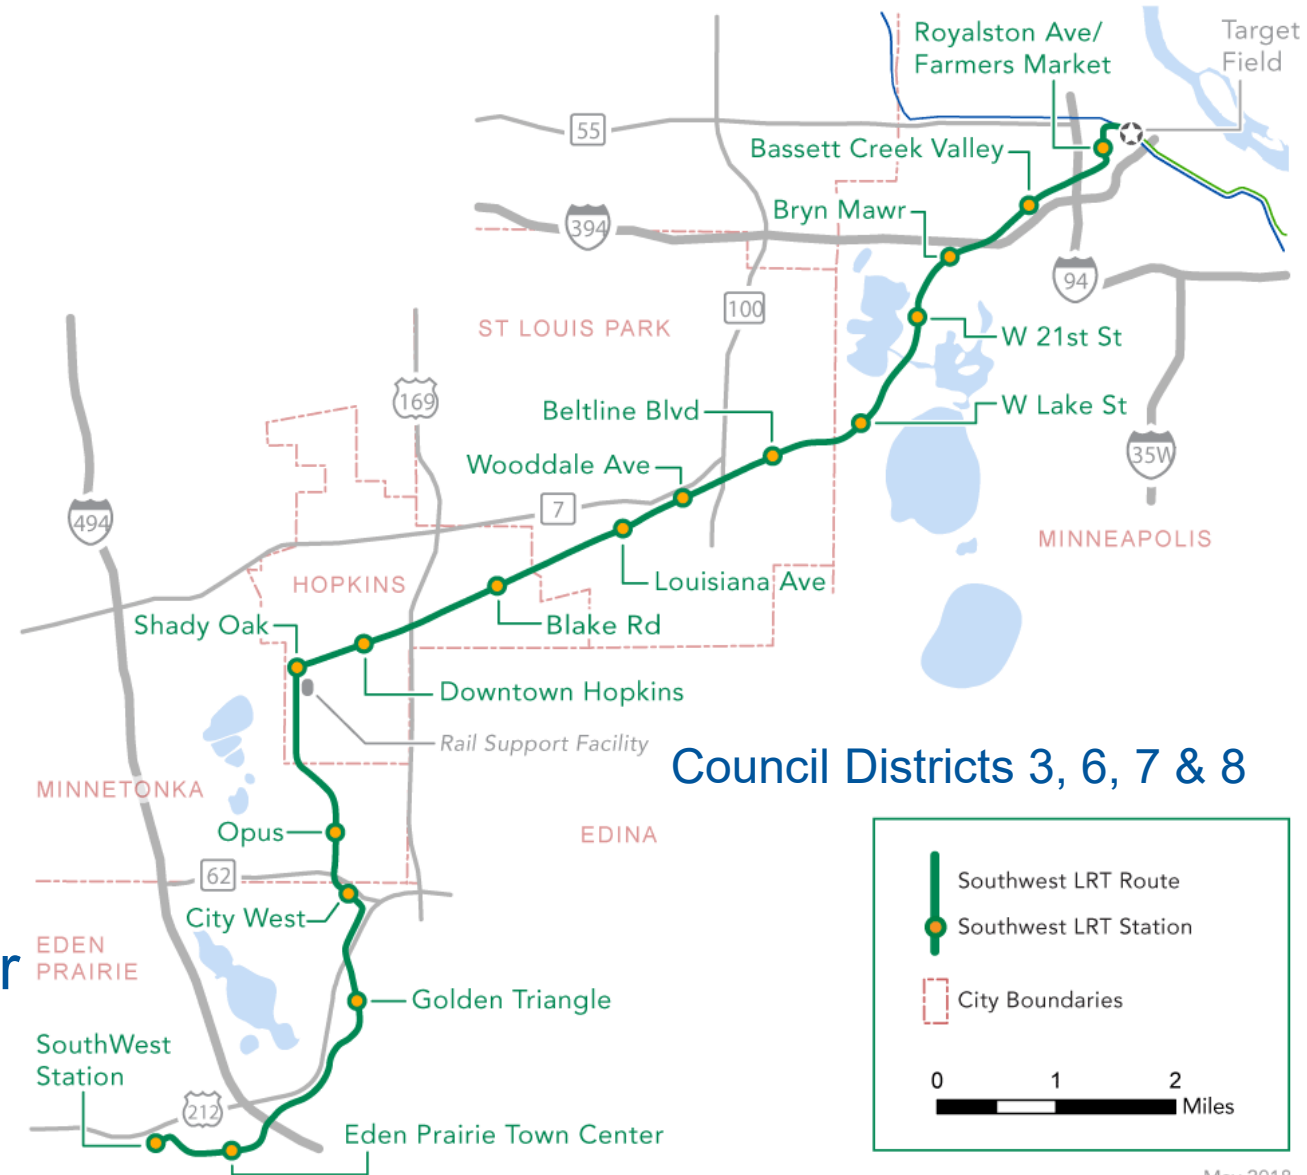 Royalston Ave/
Farmers Market
Target
Field
55
Bassett Creek Valley
Bryn Mawr
394
94
100
ST LOUIS PARK
W 21st St
169
Beltline Blvd
W Lake St
Wooddale Ave
35W
7
494
MINNEAPOLIS
HOPKINS
Louisiana Ave
Shady Oak
Blake Rd
Downtown Hopkins
Rail Support Facility
Council Districts 3, 6, 7 & 8
MINNETONKA
Opus
EDINA
62
City West
EDEN
PRAIRIE
r
Golden Triangle
SouthWest
Station
212
Eden Prairie Town Center
Southwest LRT Route
Southwest LRT Station
City Boundaries
0 1 2
Miles
May 2018